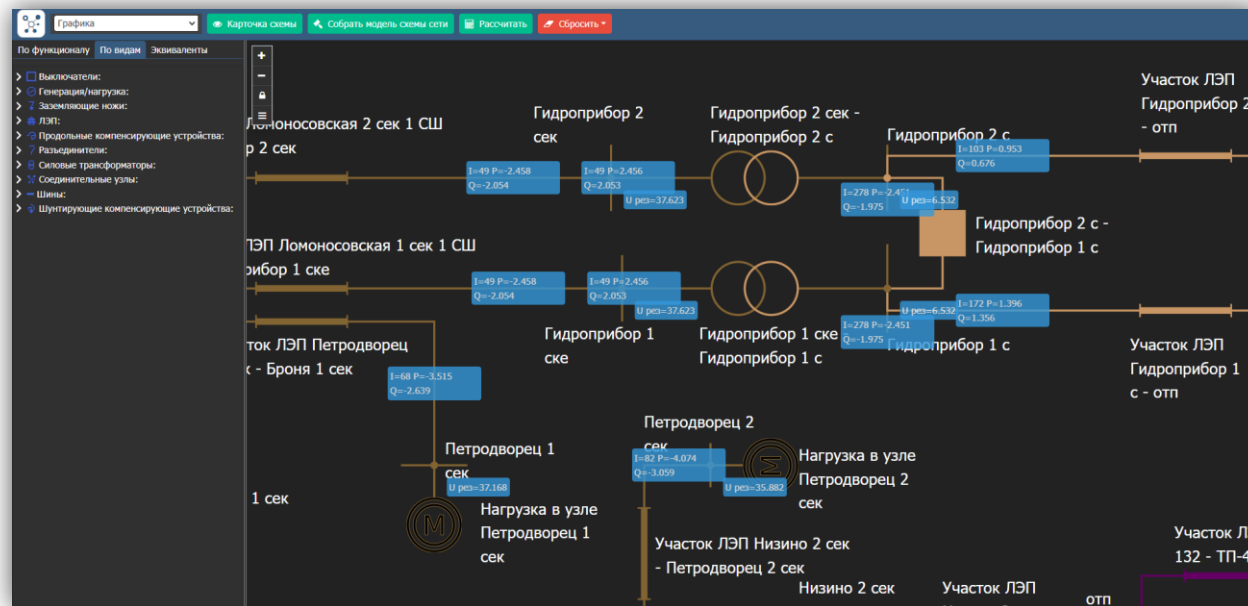 Графика
Карточка схемы
Собрать модель схемы сети
Рассчитать
Сбросить
По функционалу
По видам
Эквиваленты
Выключатели:
Генерация/нагрузка:
Заземляющие ножи:
ЛЭП:
Продольные компенсирующие устройства:
Разъединители:
Силовые трансформаторы:
Соединительные узлы:
Шины:
Шунтирующие компенсирующие устройства:
+
−
Ломоносовская 2 сек 1 СШ
р 2 сек
Гидроприбор 2
сек
Гидроприбор 2 сек -
Гидроприбор 2 с
Гидроприбор 2 с
Участок ЛЭП
Гидроприбор 2
- отп
I=49 P=-2.458
Q=-2.054
I=49 P=2.456
Q=2.053
U рез=37.623
I=103 P=0.953
Q=0.676
I=278 P=-2.451
Q=-1.975
U рез=6.532
Гидроприбор 2 с -
Гидроприбор 1 с
ЛЭП Ломоносовская 1 сек 1 СШ
рибор 1 ске
I=49 P=-2.458
Q=-2.054
I=49 P=2.456
Q=2.053
U рез=37.623
U рез=6.532
I=172 P=1.396
Q=1.356
I=278 P=-2.451
Q=-1.975
Гидроприбор 1
ске
Гидроприбор 1 ске -
Гидроприбор 1 с
Гидроприбор 1 с
Участок ЛЭП
Гидроприбор 1
с - отп
ток ЛЭП Петродворец
к - Броня 1 сек
I=68 P=-3.515
Q=-2.639
Петродворец 1
сек
U рез=37.168
1 сек
M
Нагрузка в узле
Петродворец 1
сек
Петродворец 2
сек
I=82 P=-4.074
Q=-3.059
U рез=35.882
M
Нагрузка в узле
Петродворец 2
сек
Участок ЛЭП Низино 2 сек
- Петродворец 2 сек
Низино 2 сек
Участок ЛЭП
отп
Участок Л
132 - ТП-4